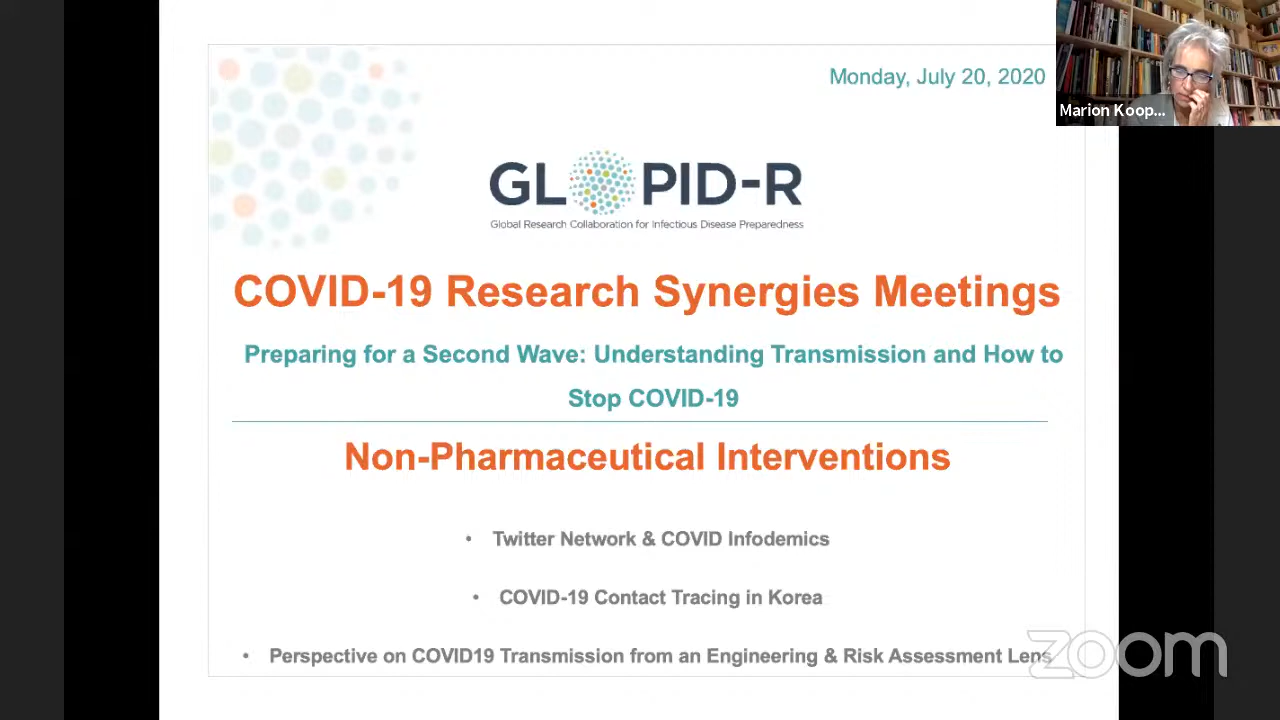 Monday, July 20, 2020
Marion Koop...
GLOPID-R
Global Research Collaboration for Infectious Disease Preparedness
COVID-19 Research Synergies Meetings
Preparing for a Second Wave: Understanding Transmission and How to
Stop COVID-19
Non-Pharmaceutical Interventions
• Twitter Network & COVID Infodemics
• COVID-19 Contact Tracing in Korea
• Perspective on COVID19 Transmission from an Engineering & Risk Assessment Lens
zoom